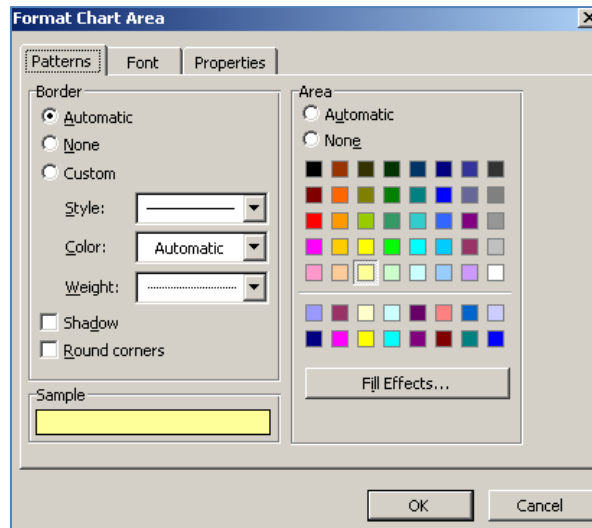 Format Chart Area
Patterns Font Properties
Border
Automatic
None
Custom
Style:
Color: Automatic
Weight:
Shadow
Round corners
Sample
Area
Automatic
None
Fill Effects...
OK Cancel